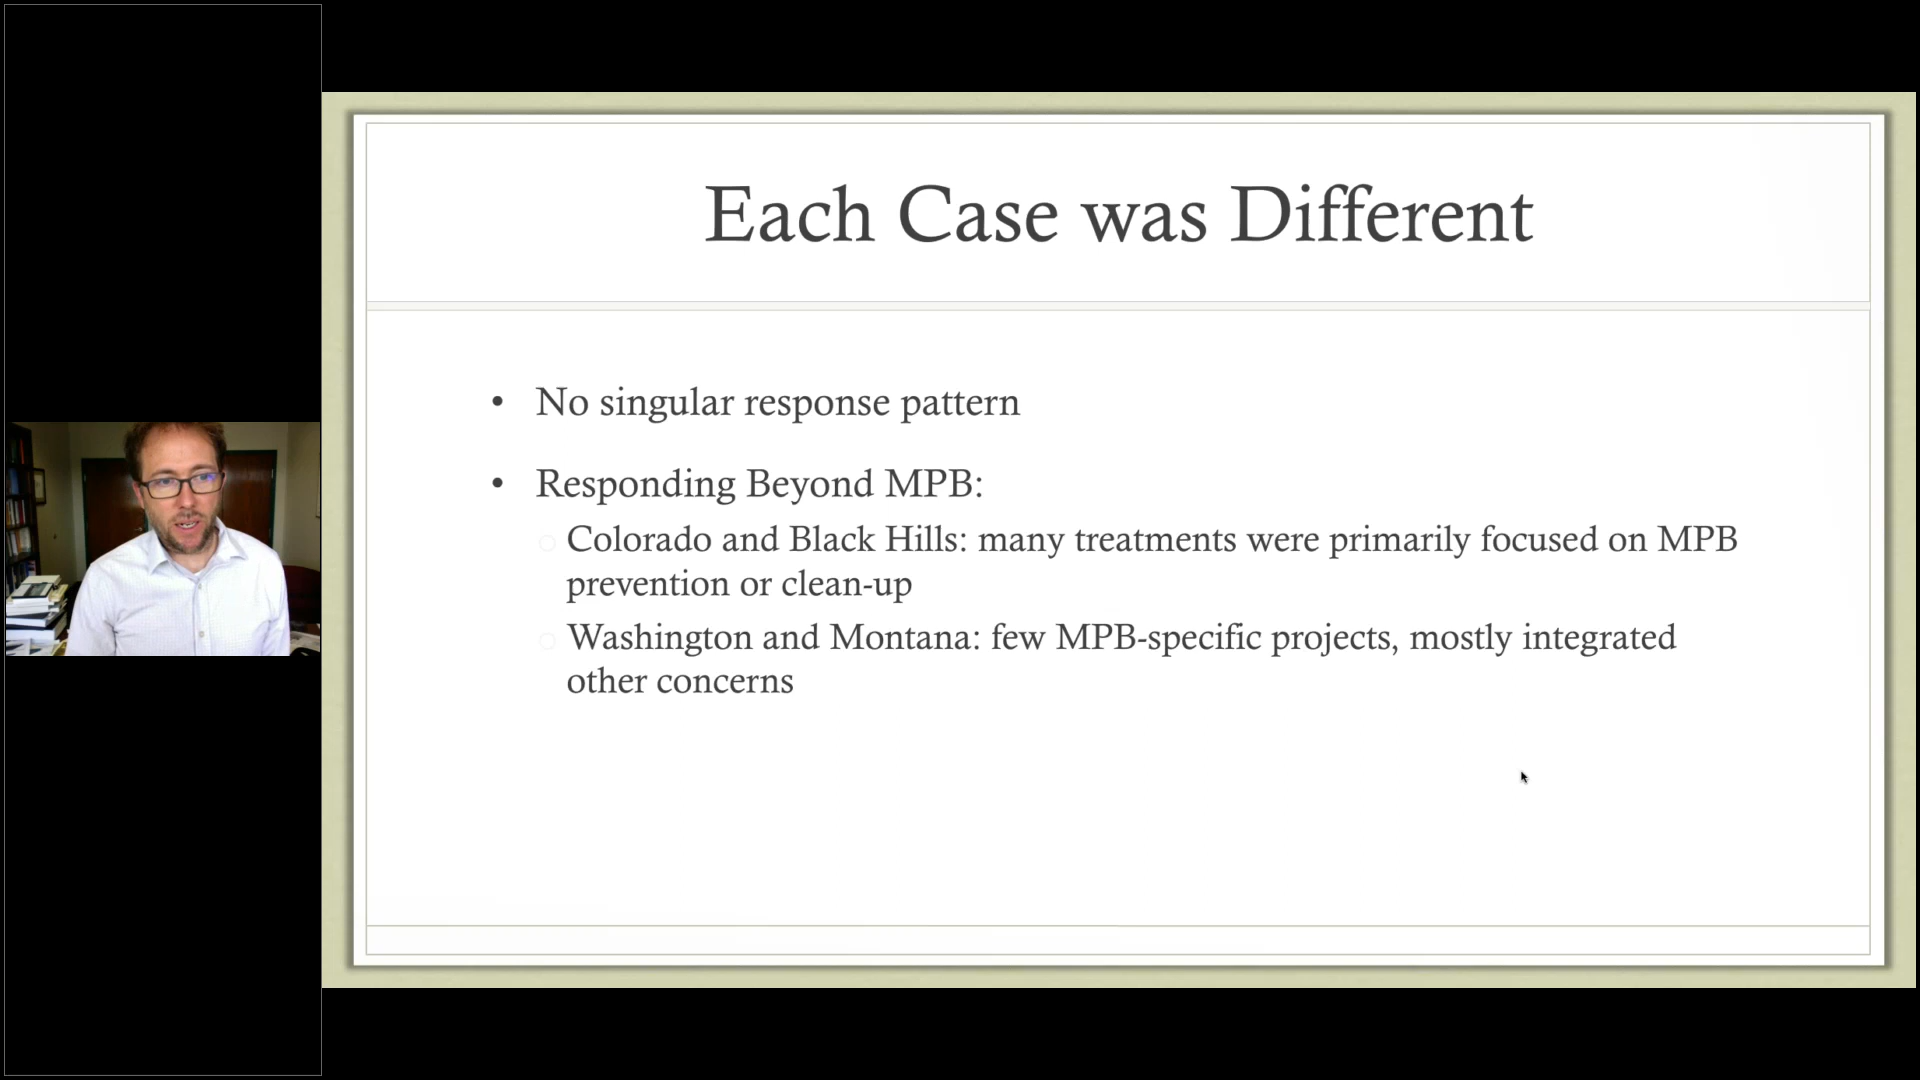 Each Case was Different
• No singular response pattern
• Responding Beyond MPB:
○ Colorado and Black Hills: many treatments were primarily focused on MPB
prevention or clean-up
○ Washington and Montana: few MPB-specific projects, mostly integrated
other concerns